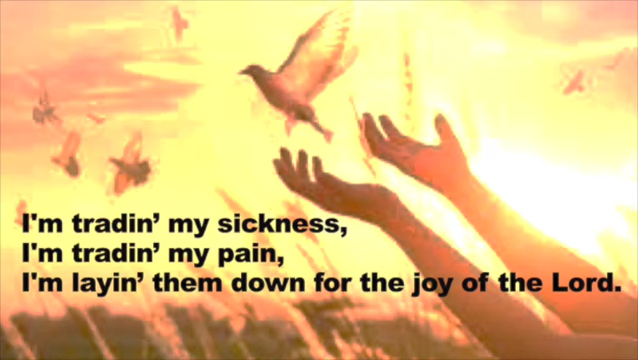 I'm tradin’ my sickness,
I'm tradin’ my pain,
I'm layin’ them down for the joy of the Lord.